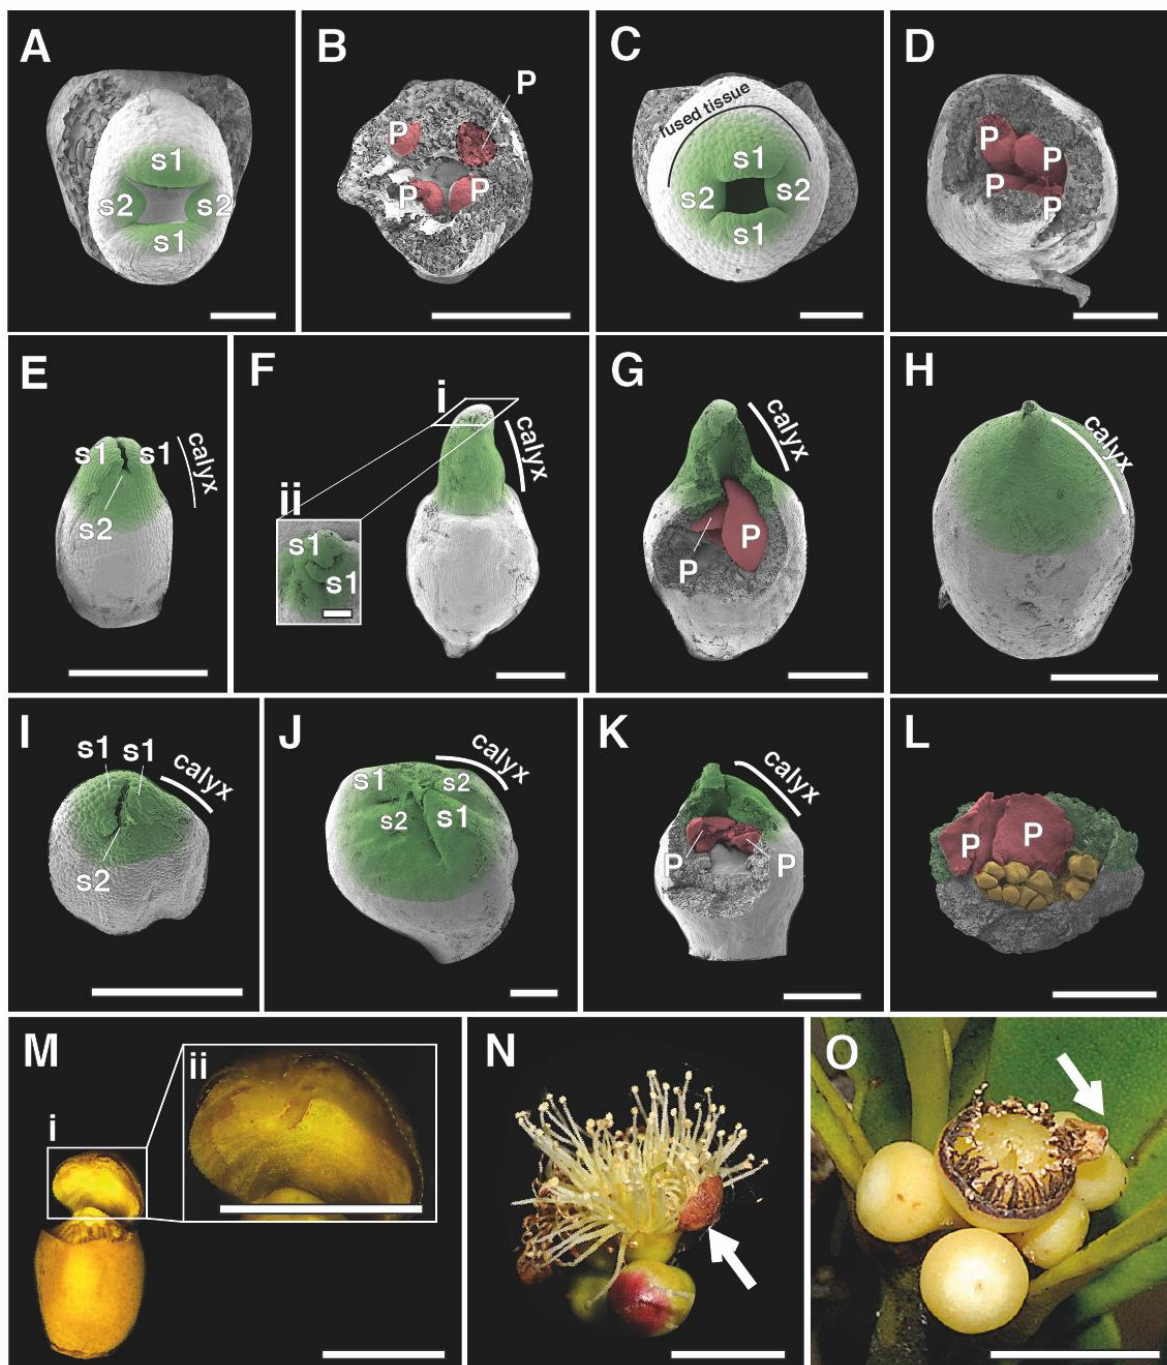 A
s1
s2 s2
s1
B
P
P
P P
C
fused tissue
s1
s2 s2
s1
D
P P
P P
E
s1 s1
s2
calyx
F
i
calyx
ii
s1
s1
G
calyx
P
P
H
calyx
I
s1 s1
calyx
s2
J
calyx
s1 s2
s2 s1
K
calyx
P P
L
P P
M
i
ii
N
O